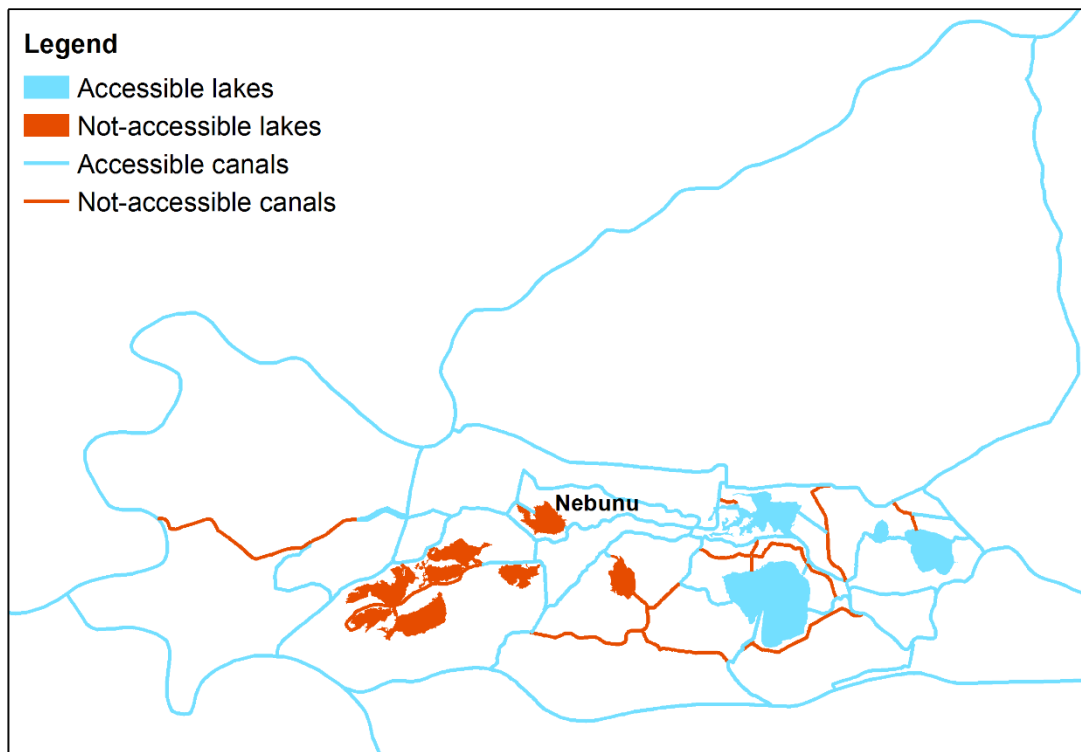 Legend
Accessible lakes
Not-accessible lakes
Accessible canals
Not-accessible canals
Nebunu